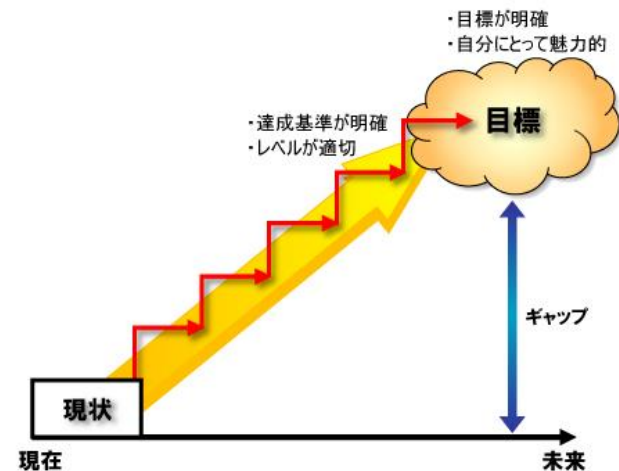 ・目標が明確
・自分にとって魅力的
・達成基準が明確
・レベルが適切
目標
ギャップ
現状
現在
未来